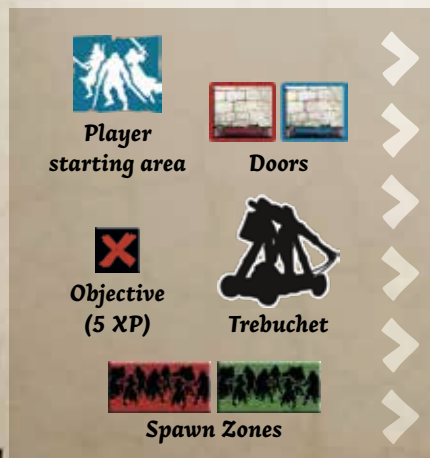 Player
starting area
Doors
Objective
(5 XP)
Trebuchet
Spawn Zones